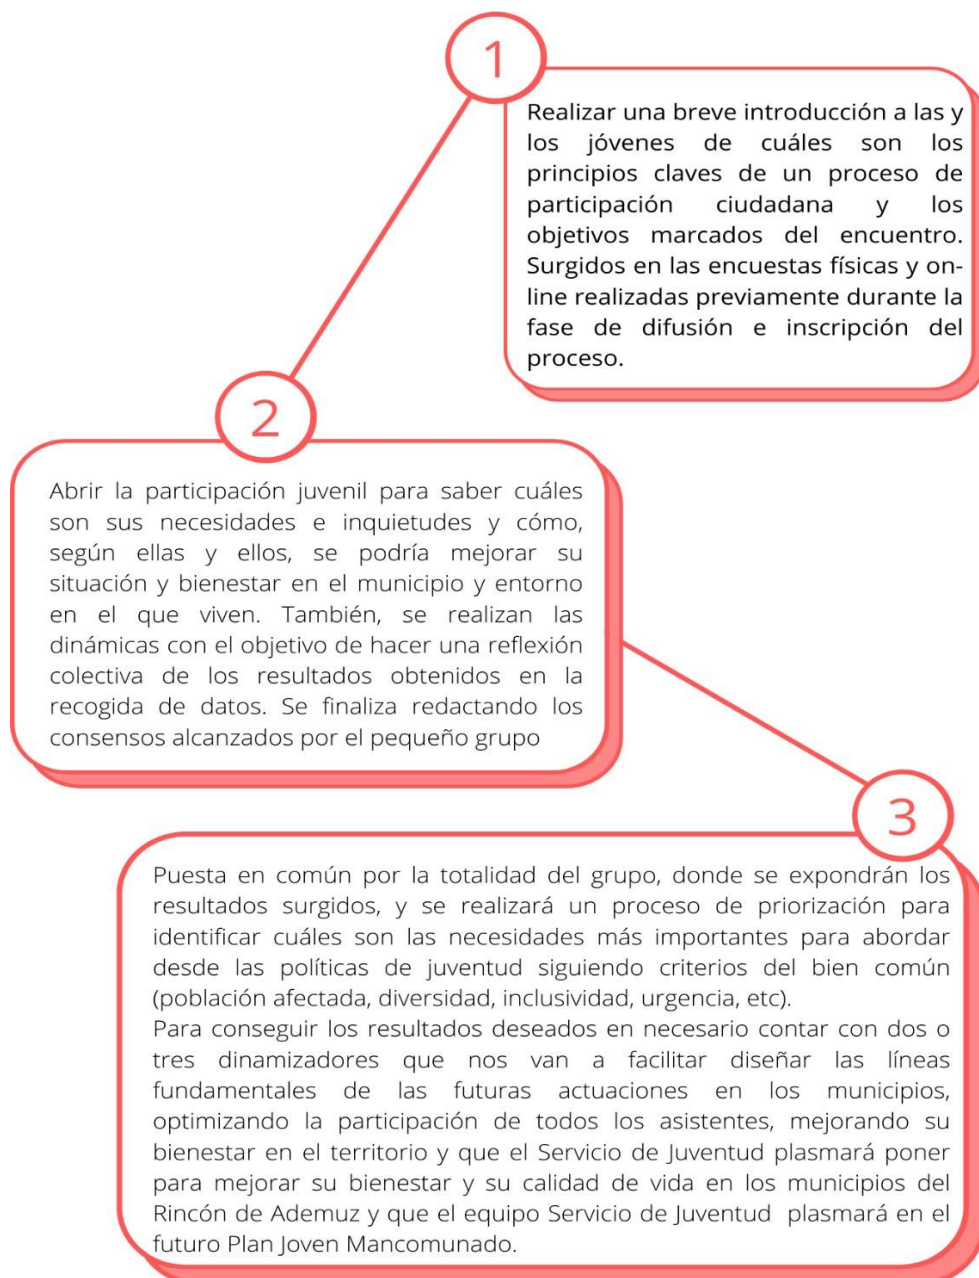 1
Realizar una breve introducción a las y
los jóvenes de cuáles son los
principios claves de un proceso de
participación ciudadana y los
objetivos marcados del encuentro.
Surgidos en las encuestas físicas y on-
line realizadas previamente durante la
fase de difusión e inscripción del
proceso.
2
Abrir la participación juvenil para saber cuáles
son sus necesidades e inquietudes y cómo,
según ellas y ellos, se podría mejorar su
situación y bienestar en el municipio y entorno
en el que viven. También, se realizan las
dinámicas con el objetivo de hacer una reflexión
colectiva de los resultados obtenidos en la
recogida de datos. Se finaliza redactando los
consensos alcanzados por el pequeño grupo
3
Puesta en común por la totalidad del grupo, donde se expondrán los
resultados surgidos, y se realizará un proceso de priorización para
identificar cuáles son las necesidades más importantes para abordar
desde las políticas de juventud siguiendo criterios del bien común
(población afectada, diversidad, inclusividad, urgencia, etc).
Para conseguir los resultados deseados en necesario contar con dos o
tres dinamizadores que nos van a facilitar diseñar las líneas
fundamentales de las futuras actuaciones en los municipios,
optimizando la participación de todos los asistentes, mejorando su
bienestar en el territorio y que el Servicio de Juventud plasmará poner
para mejorar su bienestar y su calidad de vida en los municipios del
Rincón de Ademuz y que el equipo Servicio de Juventud plasmará en el
futuro Plan Joven Mancomunado.